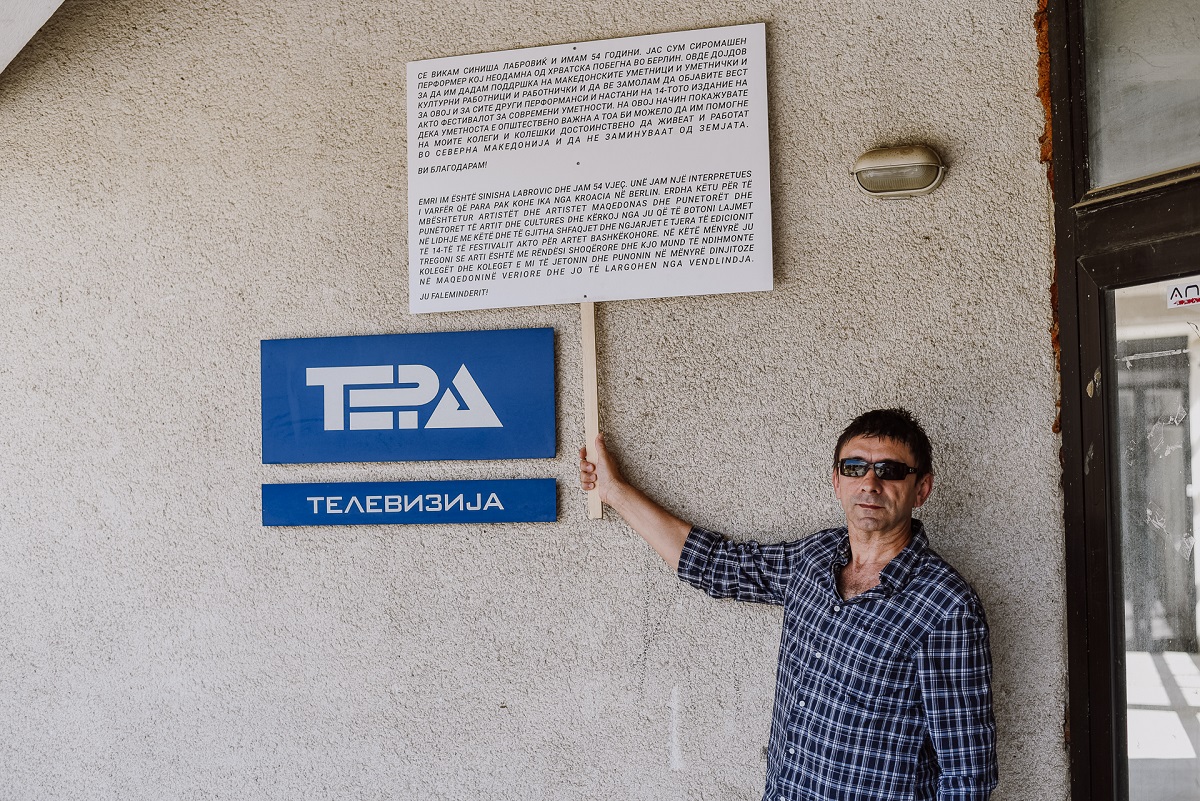 СЕ ВИКАМ СИНИША ЛАБРОВИЌ И ИМАМ 54 ГОДИНИ. ЈАС СУМ СИРОМАШЕН
ПЕРФОРМЕР КОЈ НЕОДАМНА ОД ХРВАТСКА ПОБЕГНА ВО БЕРЛИН. ОВДЕ ДОЈДОВ
ЗА ДА ИМ ДАДАМ ПОДДРШКА НА МАКЕДОНСКИТЕ УМЕТНИЦИ И УМЕТНИЧКИ И
КУЛТУРНИ РАБОТНИЦИ И РАБОТНИЧКИ И ДА ВЕ ЗАМОЛАМ ДА ОБЈАВИТЕ ВЕСТ
ЗА ОВОЈ И ЗА СИТЕ ДРУГИ ПЕРФОРМАНСИ И НАСТАНИ НА 14-ТОТО ИЗДАНИЕ НА
АКТО ФЕСТИВАЛОТ ЗА СОВРЕМЕНИ УМЕТНОСТИ. НА ОВОЈ НАЧИН ПОКАЖУВАТЕ
ДЕКА УМЕТНОСТА Е ОПШТЕСТВЕНО ВАЖНА А ТОА БИ МОЖЕЛО ДА ИМ ПОМОГНЕ
НА МОИТЕ КОЛЕГИ И КОЛЕШКИ ДОСТОИНСТВЕНО ДА ЖИВЕАТ И РАБОТАТ
ВО СЕВЕРНА МАКЕДОНИЈА И ДА НЕ ЗАМИНУВААТ ОД ЗЕМЈАТА.
ВИ БЛАГОДАРАМ!
EMRI IM ËSHTË SINISHA LABROVIC DHE JAM 54 VJEÇ. UNË JAM NJË INTERPRETUES
I VARFËR QË PARA PAK KOHE IKA NGA KROACIA NË BERLIN. ERDHA KËTU PËR TË
MBËSHTETUR ARTISTËT DHE ARTISTET MAQEDONAS DHE PUNETORËT DHE
PUNËTORET TË ARTIT DHE CULTURËS DHE KËRKOJ NGA JU QË TË BOTONI LAJMET
NË LIDHJE ME KËTË DHE TË GJITHA SHFAQJET DHE NGJARJET E TJERA TË EDICIONIT
TË 14-TË TË FESTIVALIT AKTO PËR ARTET BASHKËKOHORE. NË KËTË MËNYRË JU
TREGONI SE ARTI ËSHTË ME RËNDËSI SHOQËRORE DHE KJO MUND TË NDIHMONTE
KOLEGËT DHE KOLEGET E MI TË JETONIN DHE PUNONIN NË MËNYRË DINJITOZE
NË MAQEDONINË VERIORE DHE JO TË LARGOHEN NGA VENDLINDJA.
JU FALEMINDERIT!
ТЕРА
ТЕЛЕВИЗИЈА